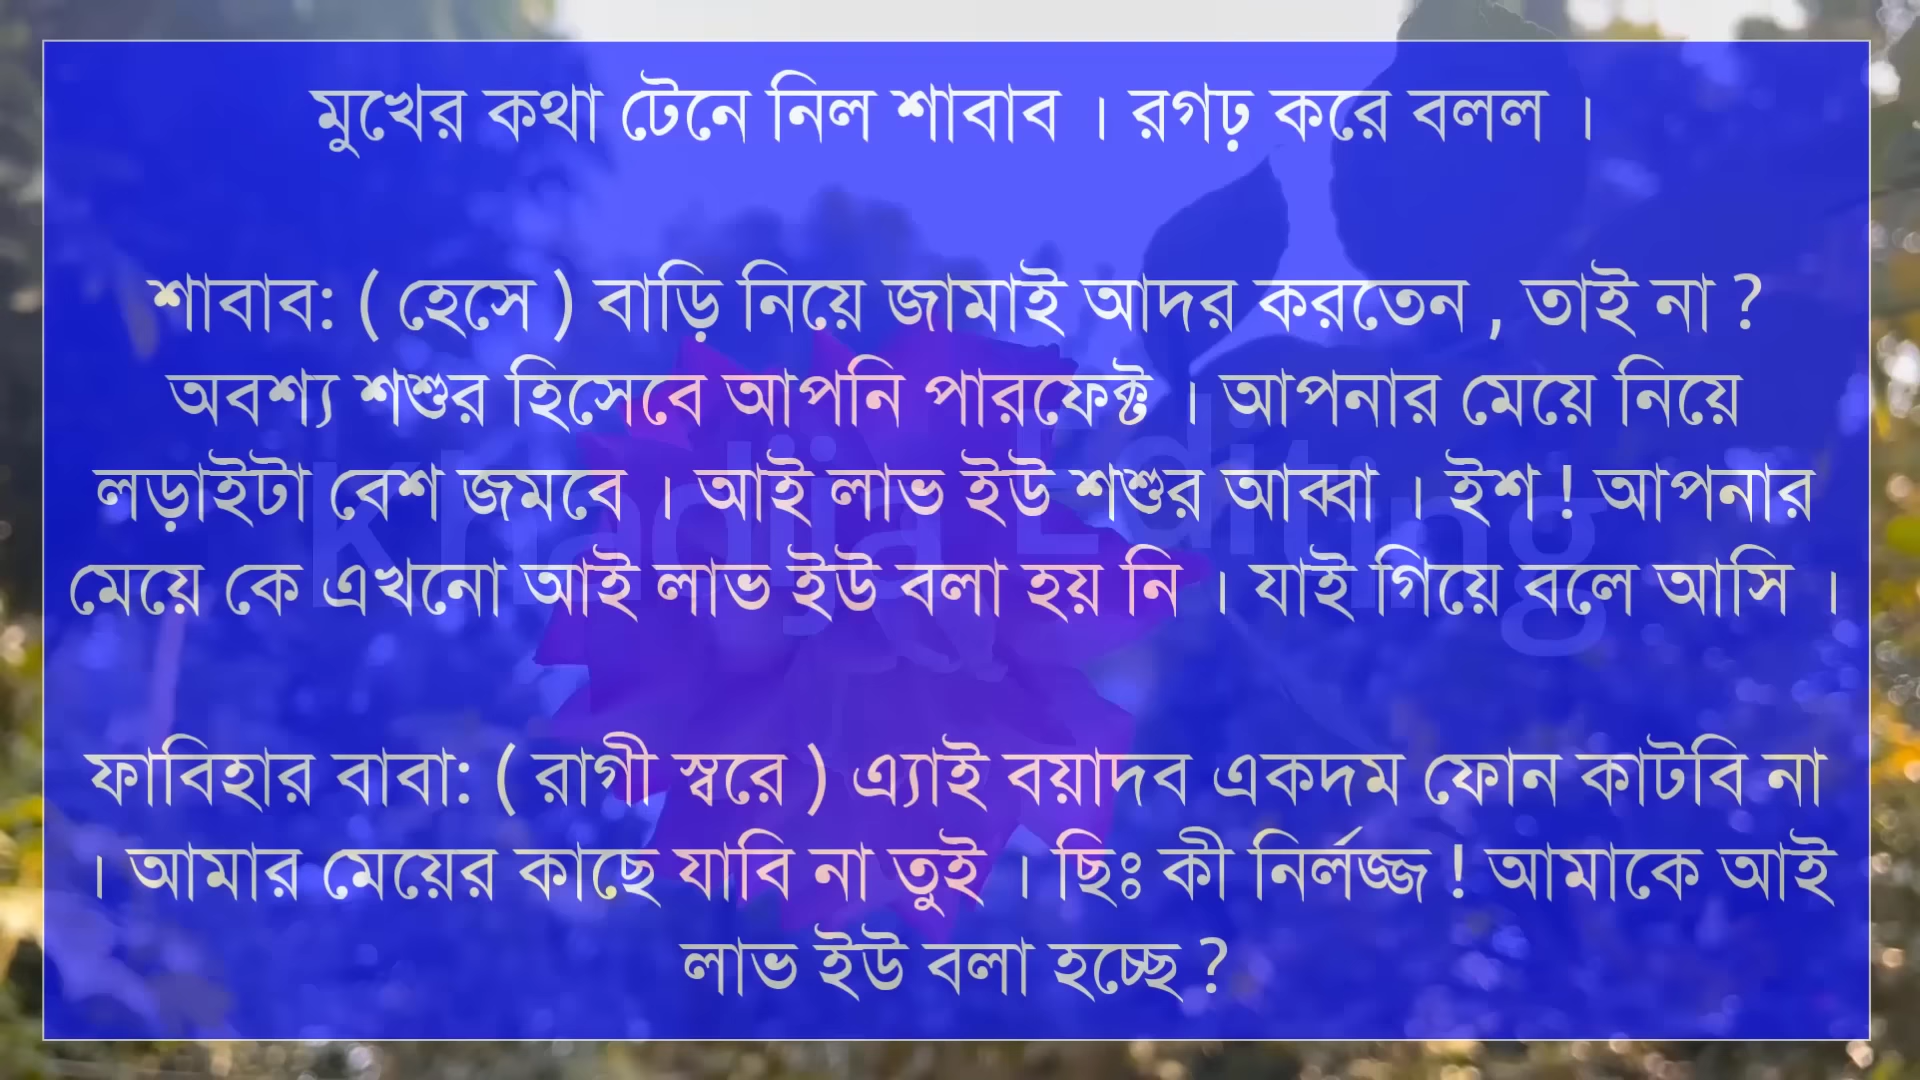 মুখের কথা টেনে নিল শাবাব । রগঢ় করে বলল ।
শাবাব: ( হেসে ) বাড়ি নিয়ে জামাই আদর করতেন , তাই না ?
অবশ্য শশুর হিসেবে আপনি পারফেক্ট । আপনার মেয়ে নিয়ে
লড়াইটা বেশ জমবে । আই লাভ ইউ শশুর আব্বা । ইশ ! আপনার
মেয়ে কে এখনো আই লাভ ইউ বলা হয় নি । যাই গিয়ে বলে আসি ।
ফাবিহার বাবা: ( রাগী স্বরে ) এ্যাই বয়াদব একদম ফোন কাটবি না
। আমার মেয়ের কাছে যাবি না তুই । ছিঃ কী নির্লজ্জ ! আমাকে আই
লাভ ইউ বলা হচ্ছে ?
Khadija Editing